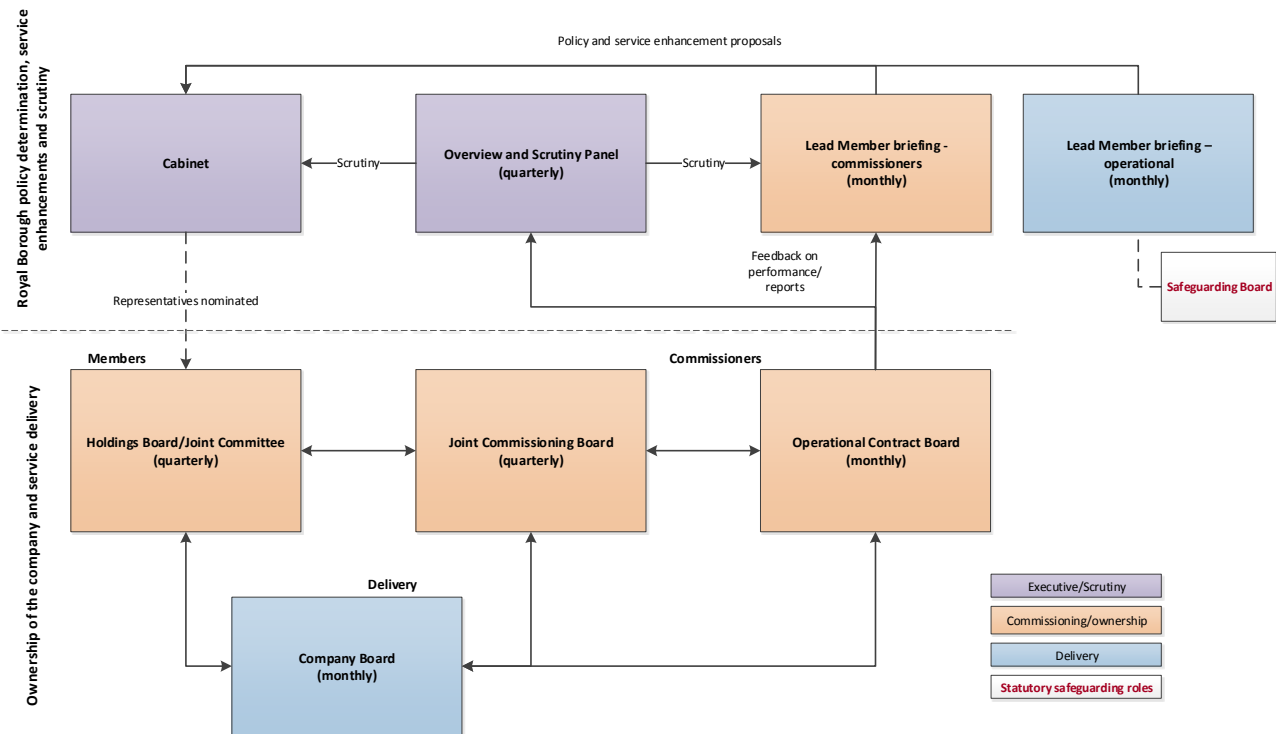 Royal Borough policy determination, service
enhancements and scrutiny
Policy and service enhancement proposals
Cabinet
Scrutiny
Overview and Scrutiny Panel
(quarterly)
Scrutiny
Lead Member briefing -
commissioners
(monthly)
Lead Member briefing –
operational
(monthly)
Feedback on
performance/
reports
Safeguarding Board
Representatives nominated
Ownership of the company and service delivery
Members
Commissioners
Holdings Board/Joint Committee
(quarterly)
Joint Commissioning Board
(quarterly)
Operational Contract Board
(monthly)
Delivery
Company Board
(monthly)
Executive/Scrutiny
Commissioning/ownership
Delivery
Statutory safeguarding roles